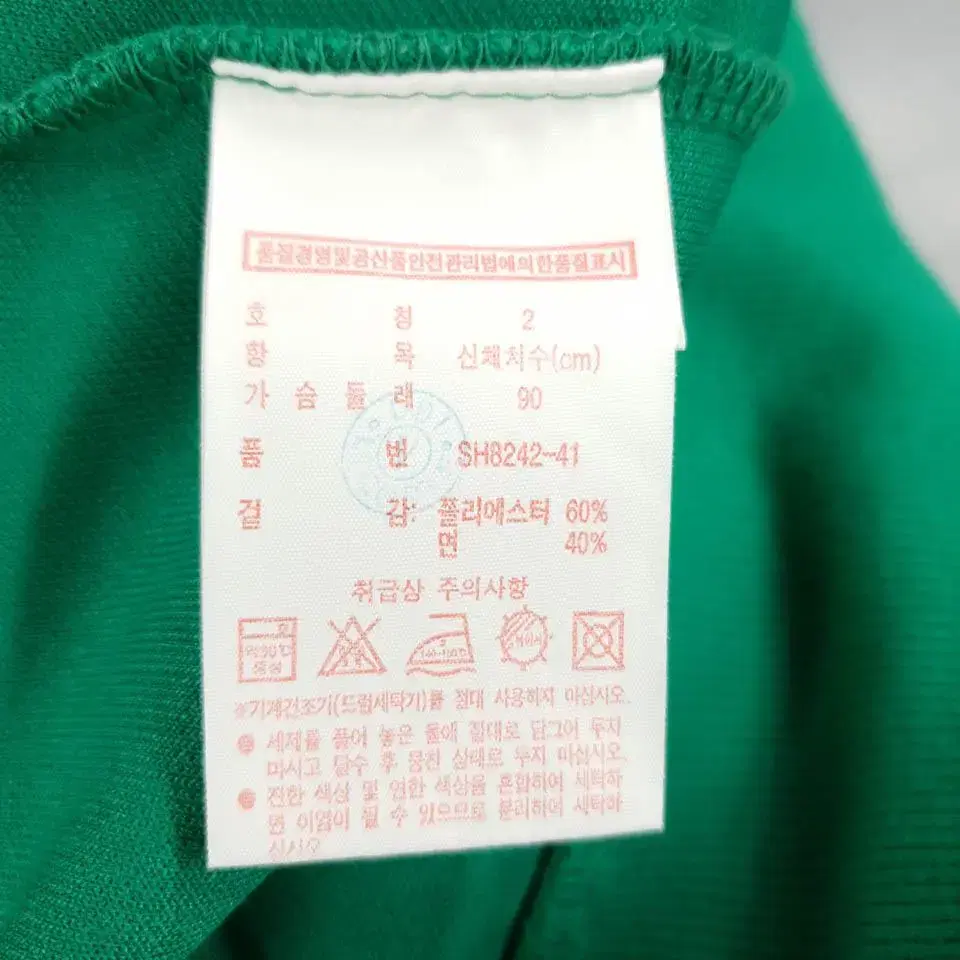 품질경영및공산품안전관리법에의한품질표시
호 칭 2
항 목 신체치수(cm)
가 슴 둘 래 90
품 번 SH8242-41
겉 감: 폴리에스터 60%
면 40%
취급상 주의사항
약30℃
중성
※기계건조기(드럼세탁기)를 절대 사용하지 마십시오.
● 세제를 풀어 놓은 물에 절대로 담그어 두지
마시고 탈수 후 뭉친 상태로 두지 마십시오.
● 진한 색상 및 연한 색상을 혼합하여 세탁하
면 이염이 될 수 있으므로 분리하여 세탁하
십시오